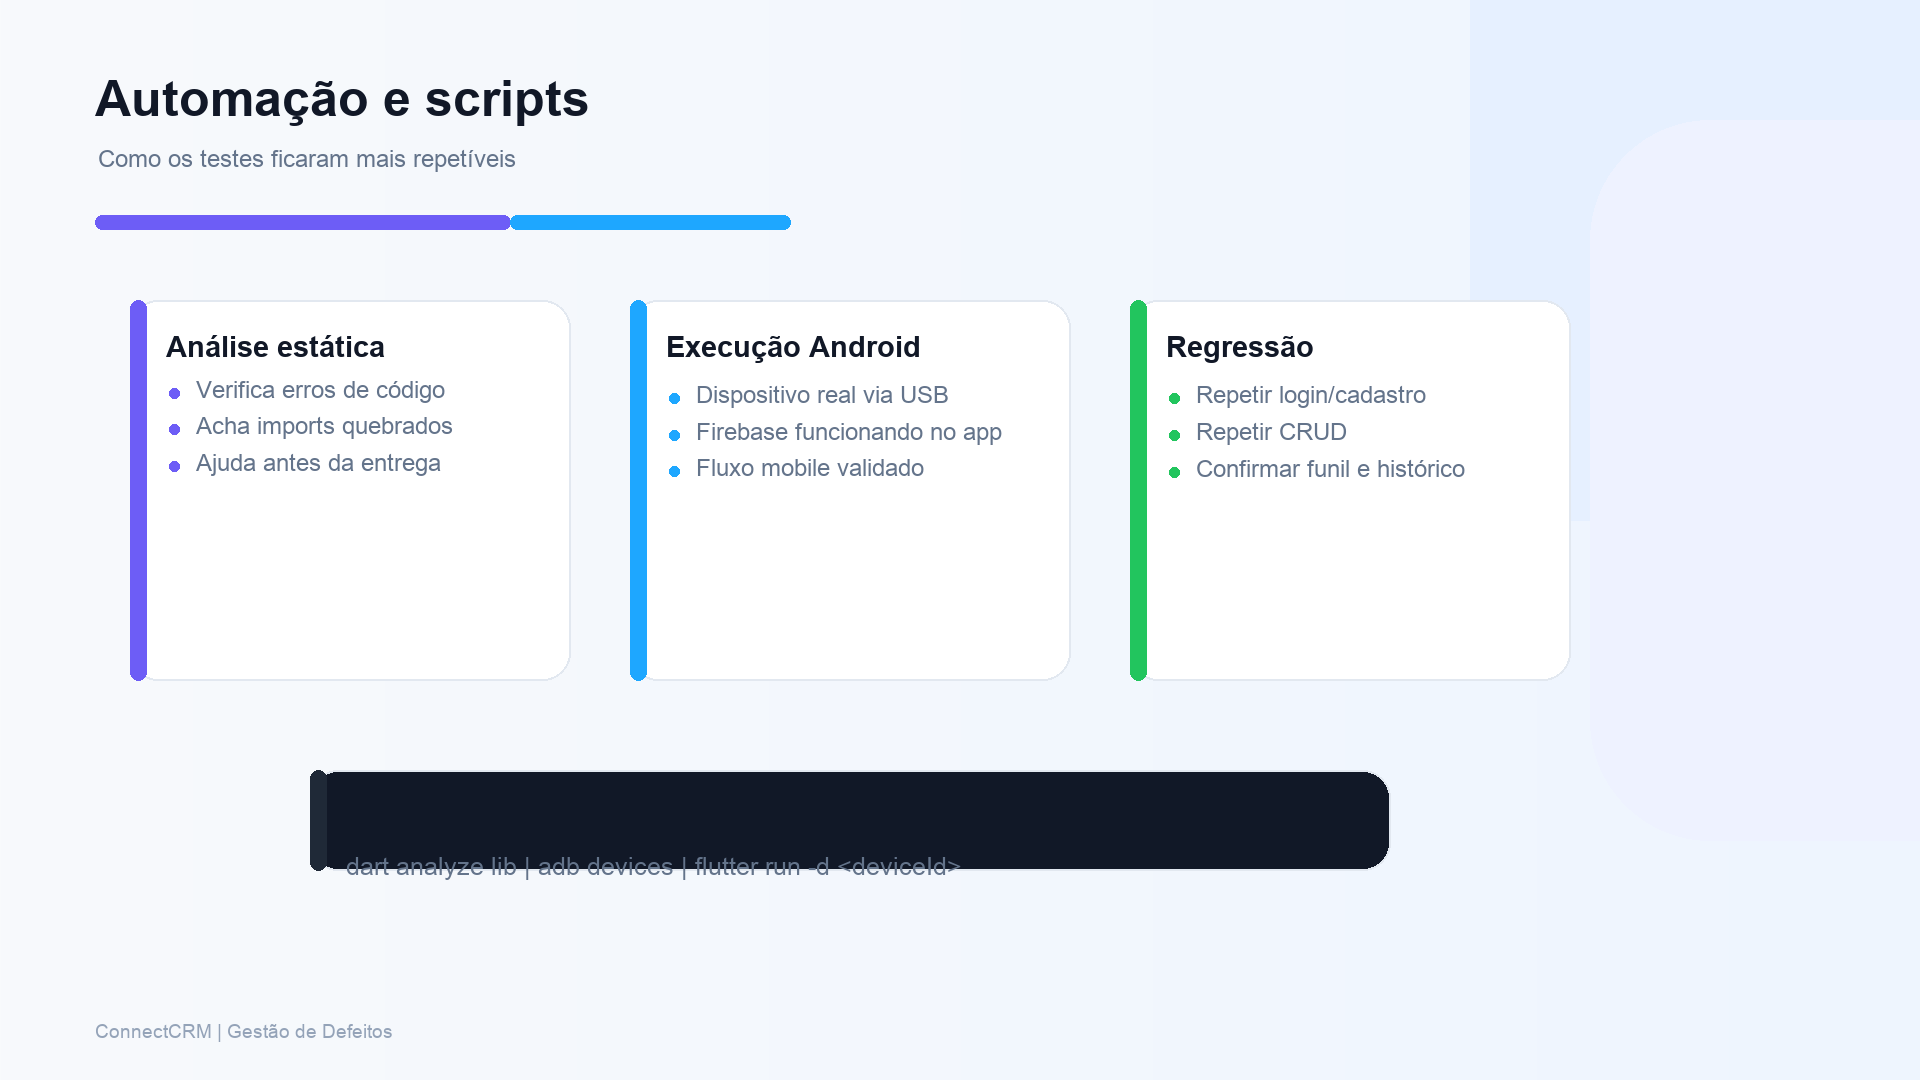 Automação e scripts
Como os testes ficaram mais repetíveis
Análise estática
Verifica erros de código
Acha imports quebrados
Ajuda antes da entrega
Execução Android
Dispositivo real via USB
Firebase funcionando no app
Fluxo mobile validado
Regressão
Repetir login/cadastro
Repetir CRUD
Confirmar funil e histórico
dart analyze lib | adb devices | flutter run -d <deviceId>
ConnectCRM | Gestão de Defeitos